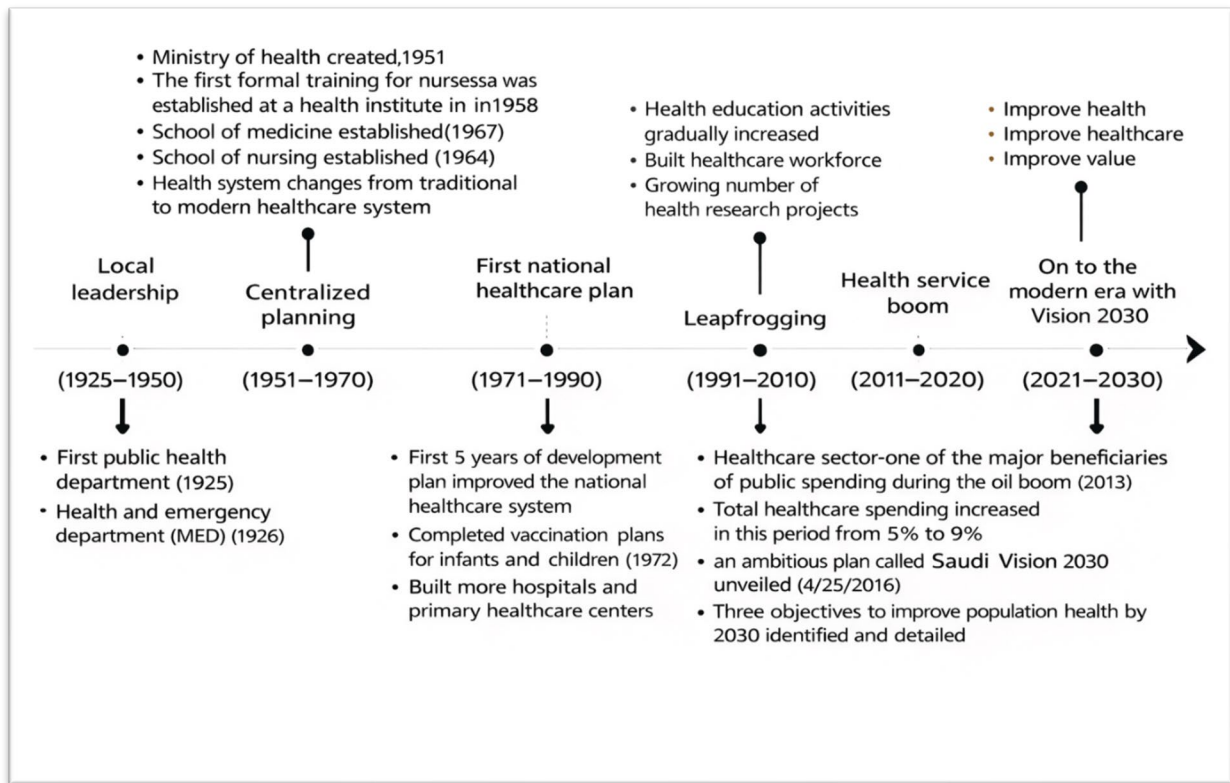 • Ministry of health created,1951
• The first formal training for nursessa was
established at a health institute in in1958
• School of medicine established(1967)
• School of nursing established (1964)
• Health system changes from traditional
to modern healthcare system
• Health education activities
gradually increased
• Built healthcare workforce
• Growing number of
health research projects
• Improve health
• Improve healthcare
• Improve value
Local
leadership
Centralized
planning
First national
healthcare plan
Leapfrogging
Health service
boom
On to the
modern era with
Vision 2030
(1925–1950)
(1951–1970)
(1971–1990)
(1991–2010)
(2011–2020)
(2021–2030)
• First public health
department (1925)
• Health and emergency
department (MED) (1926)
• First 5 years of development
plan improved the national
healthcare system
• Completed vaccination plans
for infants and children (1972)
• Built more hospitals and
primary healthcare centers
• Healthcare sector-one of the major beneficiaries
of public spending during the oil boom (2013)
• Total healthcare spending increased
in this period from 5% to 9%
• an ambitious plan called Saudi Vision 2030
unveiled (4/25/2016)
• Three objectives to improve population health by
2030 identified and detailed